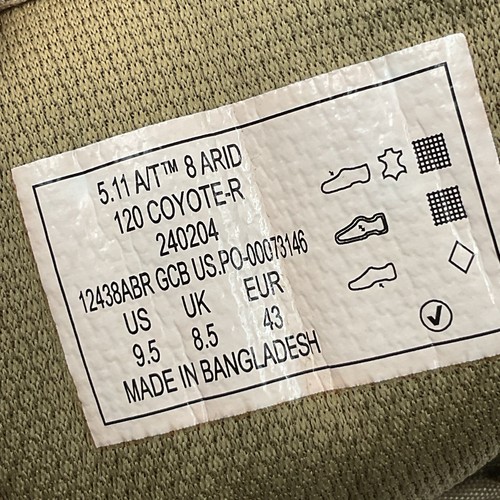 5.11 A/T™ 8 ARID
120 COYOTE-R
240204
12438ABR GCB US.PO-00073146
US UK EUR
9.5 8.5 43
MADE IN BANGLADESH